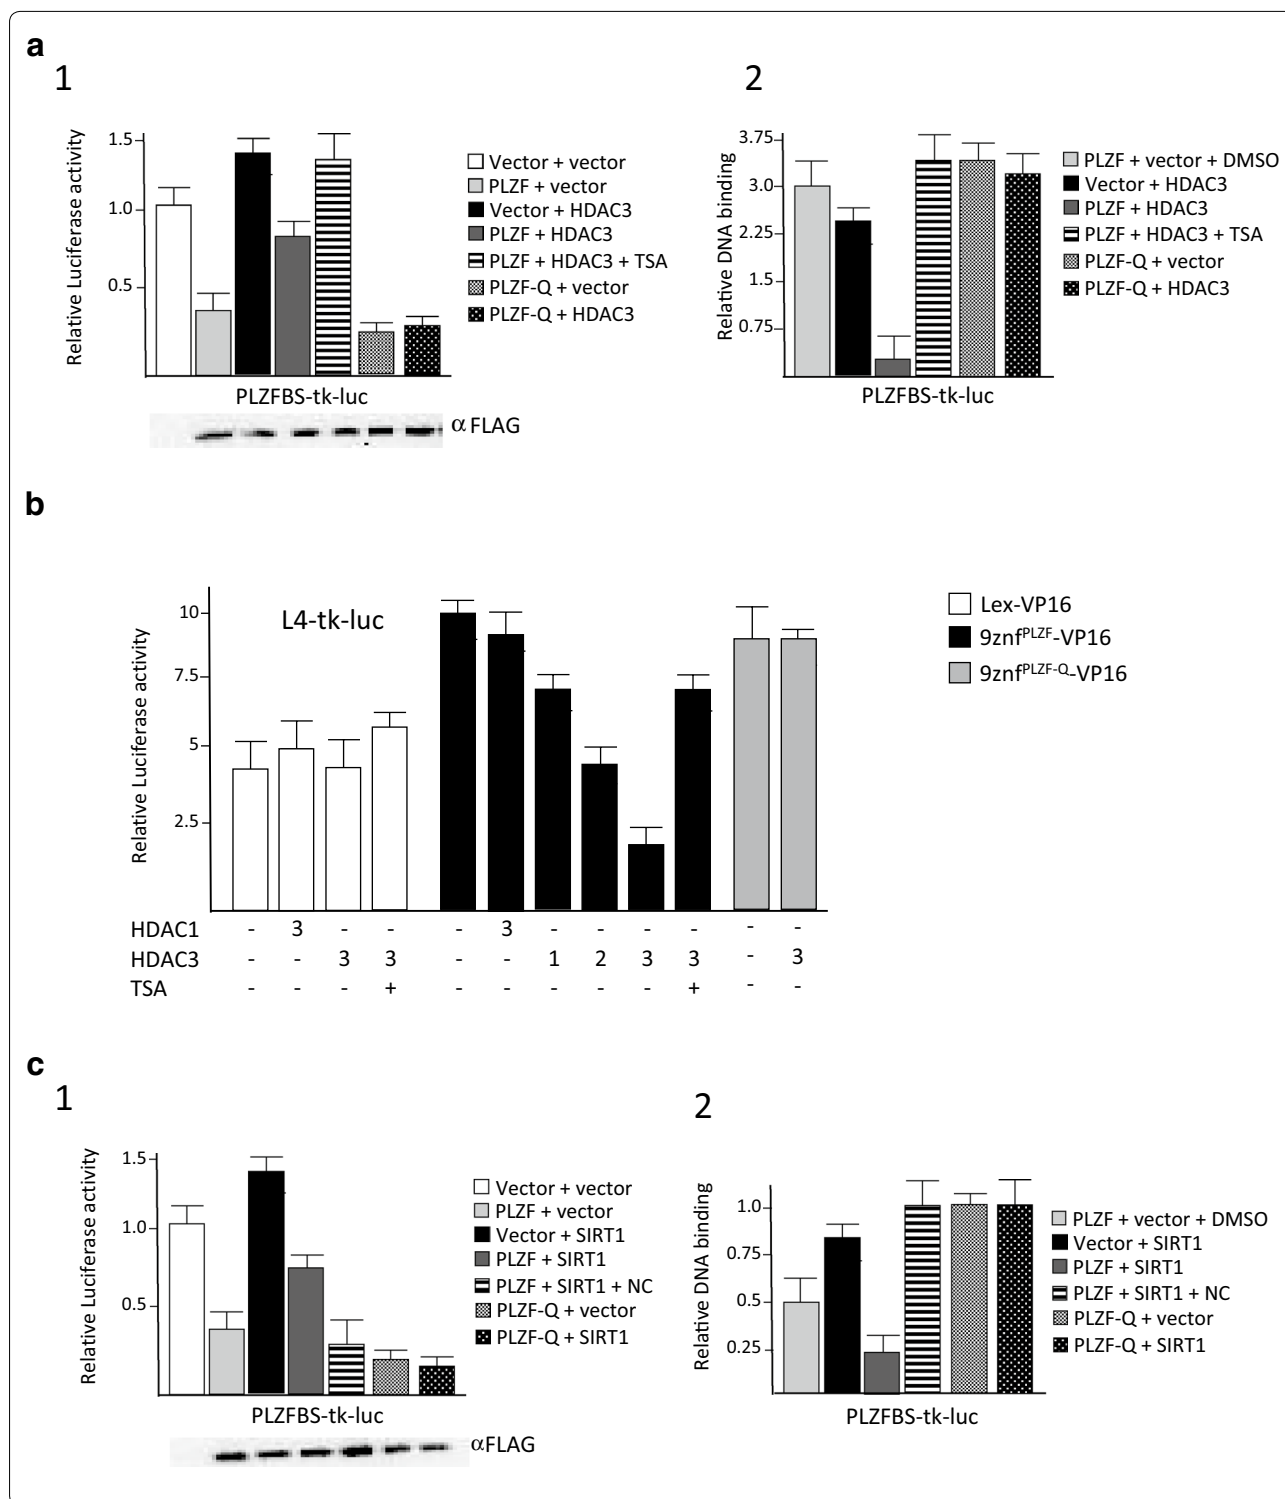 a
1
Relative Luciferase activity
1.5
1.0
0.5
PLZFBS-tk-luc
α FLAG
Vector + vector
PLZF + vector
Vector + HDAC3
PLZF + HDAC3
PLZF + HDAC3 + TSA
PLZF-Q + vector
PLZF-Q + HDAC3
2
Relative DNA binding
3.75
3.0
2.25
1.5
0.75
PLZFBS-tk-luc
PLZF + vector + DMSO
Vector + HDAC3
PLZF + HDAC3
PLZF + HDAC3 + TSA
PLZF-Q + vector
PLZF-Q + HDAC3
b
Relative Luciferase activity
10
7.5
5
2.5
L4-tk-luc
Lex-VP16
9znfPLZF-VP16
9znfPLZF-Q-VP16
HDAC1 - 3 - - - 3 - - - - - -
HDAC3 - - 3 3 - - 1 2 3 3 - 3
TSA - - - + - - - - - + - -
c
1
Relative Luciferase activity
1.5
1.0
0.5
PLZFBS-tk-luc
αFLAG
Vector + vector
PLZF + vector
Vector + SIRT1
PLZF + SIRT1
PLZF + SIRT1 + NC
PLZF-Q + vector
PLZF-Q + SIRT1
2
Relative DNA binding
1.0
0.75
0.5
0.25
PLZFBS-tk-luc
PLZF + vector + DMSO
Vector + SIRT1
PLZF + SIRT1
PLZF + SIRT1 + NC
PLZF-Q + vector
PLZF-Q + SIRT1